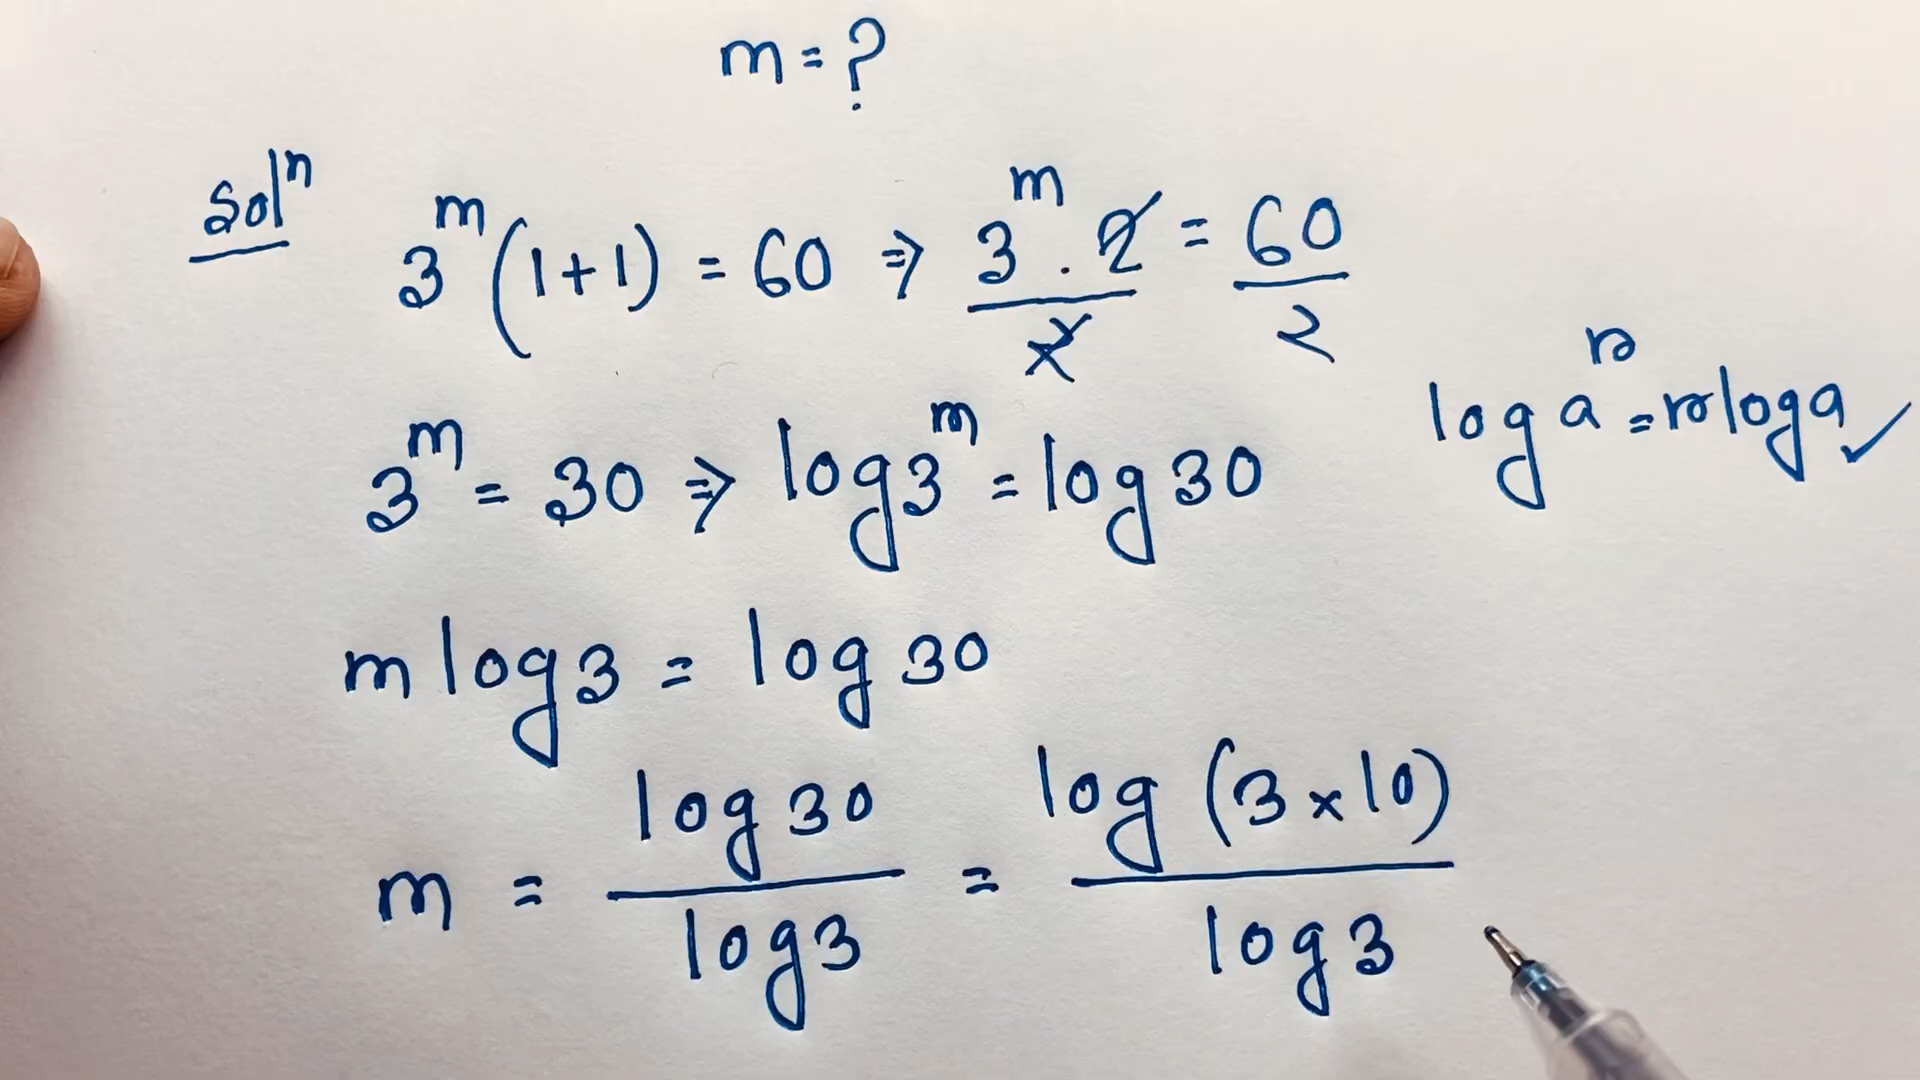 m = ?
Solⁿ 3^m (1+1) = 60 ⇒ 3^m . 2 / 2 = 60 / 2
log a^n = n log a ✓
3^m = 30 ⇒ log 3^m = log 30
m log 3 = log 30
m = log 30 / log 3 = log (3 × 10) / log 3